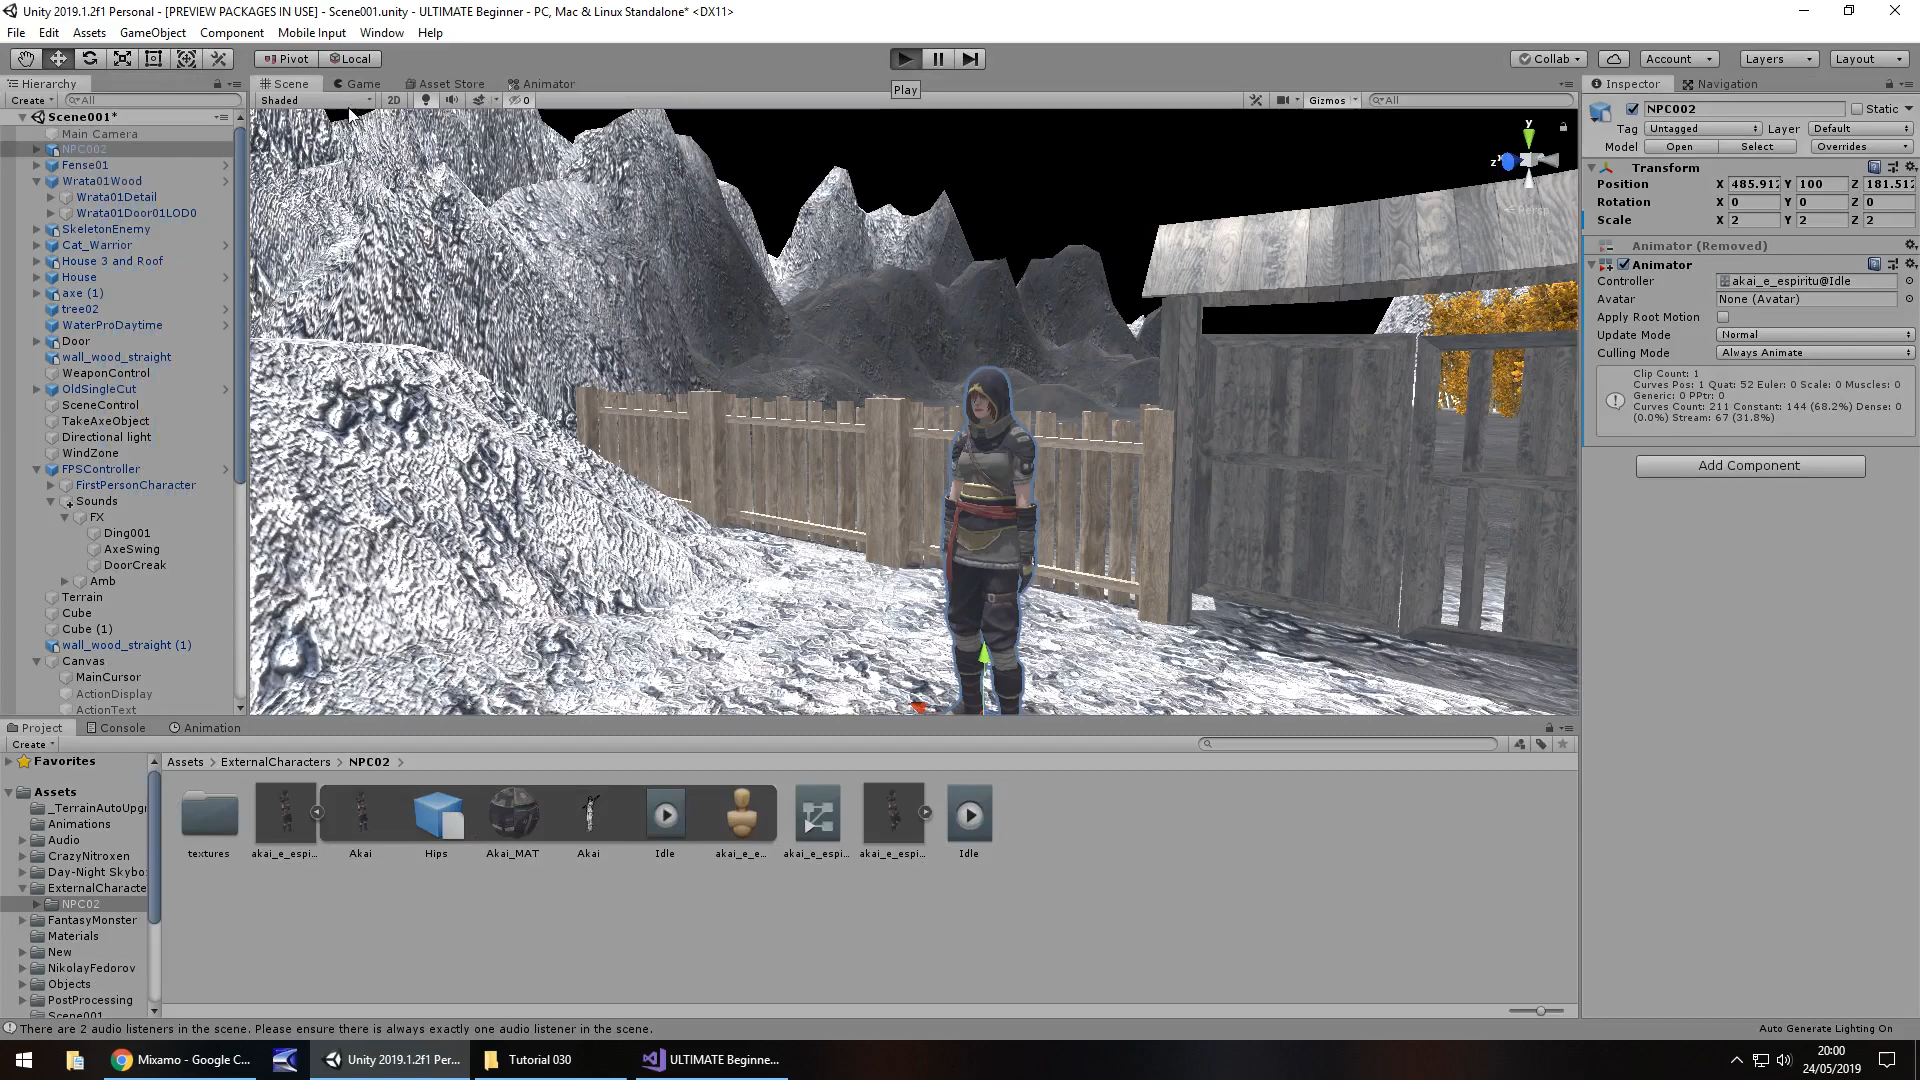 Unity 2019.1.2f1 Personal - [PREVIEW PACKAGES IN USE] - Scene001.unity - ULTIMATE Beginner - PC, Mac & Linux Standalone* <DX11>
File Edit Assets GameObject Component Mobile Input Window Help
Pivot Local Collab Account Layers Layout
Play
Hierarchy Scene Game Asset Store Animator Inspector Navigation
Create All Shaded 2D 0 Gizmos All
Scene001*
Main Camera
NPC002
Fense01
Wrata01Wood
Wrata01Detail
Wrata01Door01LOD0
SkeletonEnemy
Cat_Warrior
House 3 and Roof
House
axe (1)
tree02
WaterProDaytime
Door
wall_wood_straight
WeaponControl
OldSingleCut
SceneControl
TakeAxeObject
Directional light
WindZone
FPSController
FirstPersonCharacter
Sounds
FX
Ding001
AxeSwing
DoorCreak
Amb
Terrain
Cube
Cube (1)
wall_wood_straight (1)
Canvas
MainCursor
ActionDisplay
ActionText
y
z
Persp
NPC002 Static
Tag Untagged Layer Default
Model Open Select Overrides
Transform
Position X 485.912 Y 100 Z 181.512
Rotation X 0 Y 0 Z 0
Scale X 2 Y 2 Z 2
Animator (Removed)
Animator
Controller akai_e_espiritu@Idle
Avatar None (Avatar)
Apply Root Motion
Update Mode Normal
Culling Mode Always Animate
Clip Count: 1
Curves Pos: 1 Quat: 52 Euler: 0 Scale: 0 Muscles: 0
Generic: 0 PPtr: 0
Curves Count: 211 Constant: 144 (68.2%) Dense: 0
(0.0%) Stream: 67 (31.8%)
Add Component
Project Console Animation
Create
Favorites
Assets
_TerrainAutoUpgr
Animations
Audio
CrazyNitroxen
Day-Night Skybo
ExternalCharacte
NPC02
FantasyMonster
Materials
New
NikolayFedorov
Objects
PostProcessing
Scene001
Assets > ExternalCharacters > NPC02 >
textures akai_e_espi... Akai Hips Akai_MAT Akai Idle akai_e_e... akai_e_espi... akai_e_espi... Idle
There are 2 audio listeners in the scene. Please ensure there is always exactly one audio listener in the scene.
Auto Generate Lighting On
Mixamo - Google C... Unity 2019.1.2f1 Per... Tutorial 030 ULTIMATE Beginne...
20:00
24/05/2019